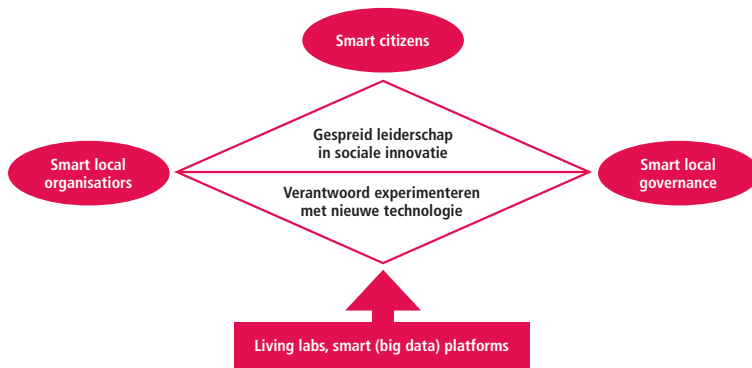 Smart citizens
Gespreid leiderschap
in sociale innovatie
Smart local
organisatiors
Smart local
governance
Verantwoord experimenteren
met nieuwe technologie
Living labs, smart (big data) platforms